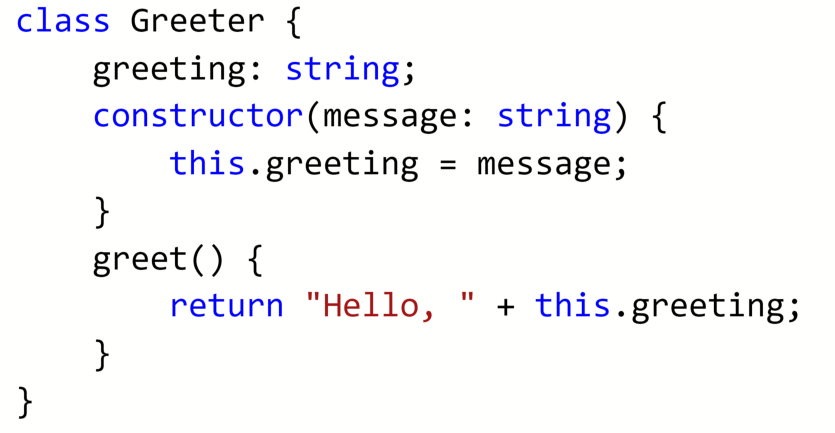 class Greeter {
    greeting: string;
    constructor(message: string) {
        this.greeting = message;
    }
    greet() {
        return "Hello, " + this.greeting;
    }
}